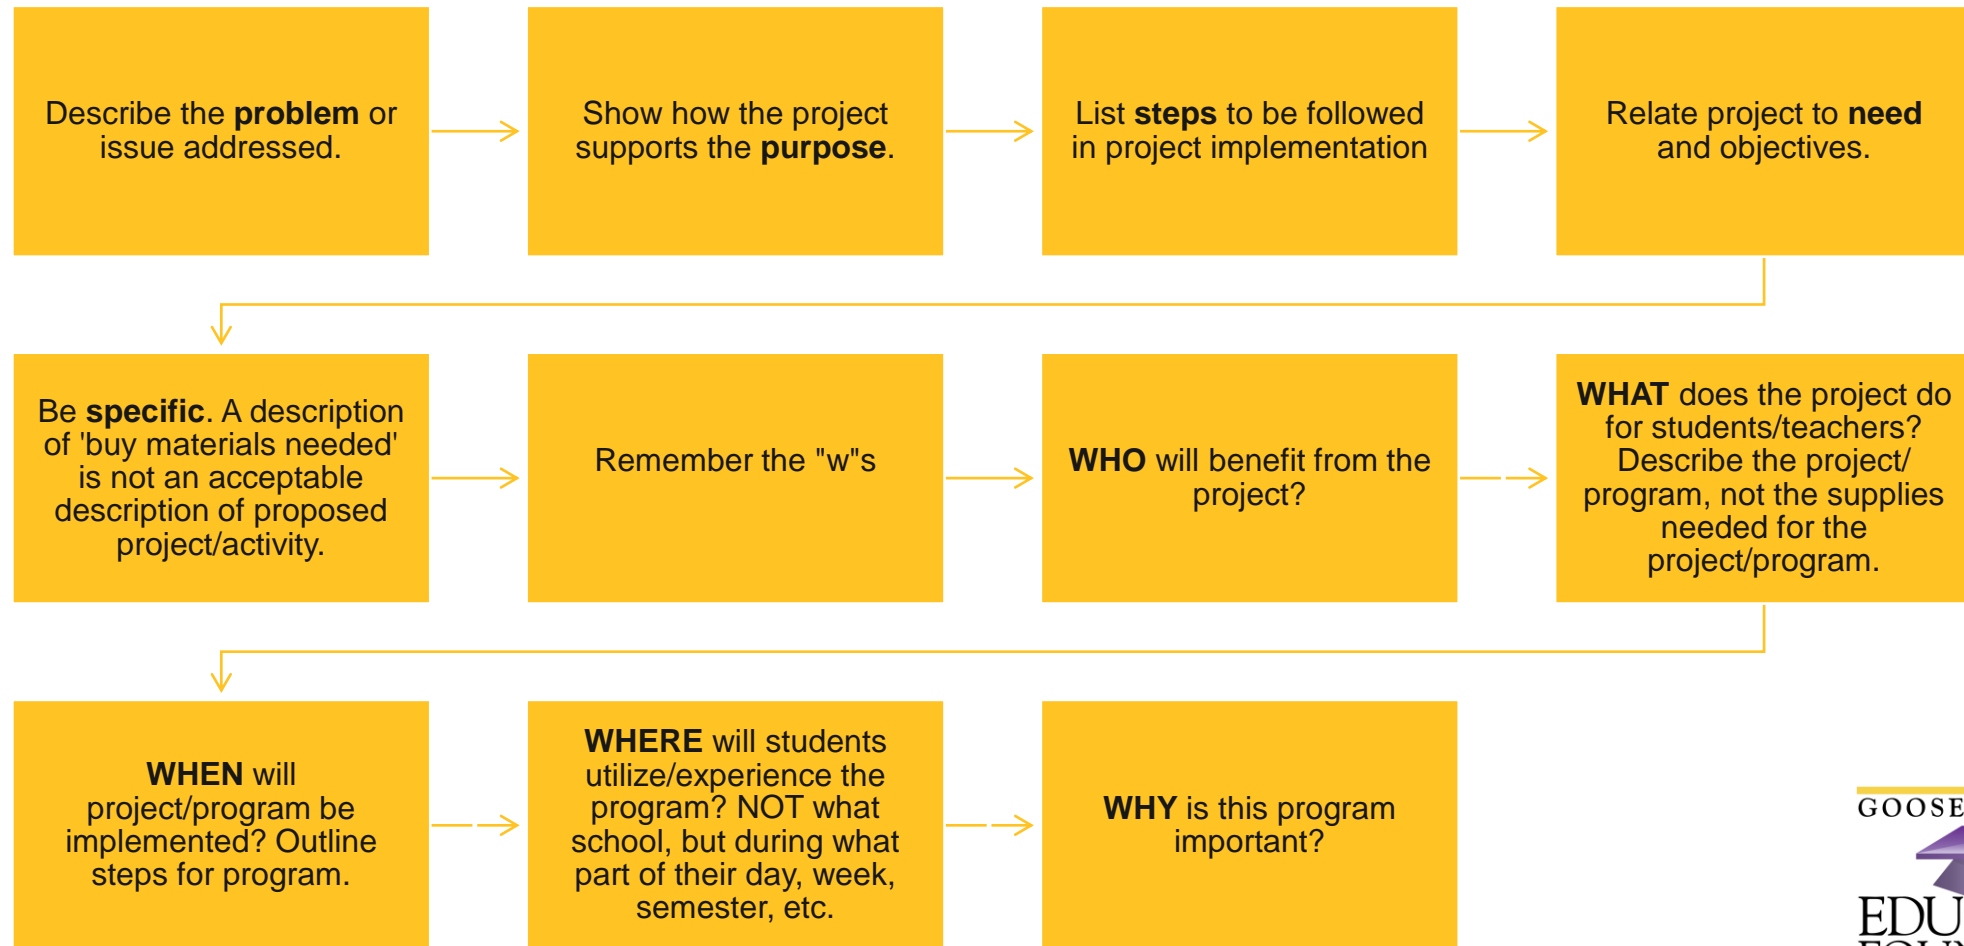 Describe the problem or
issue addressed.
Show how the project
supports the purpose.
List steps to be followed
in project implementation
Relate project to need
and objectives.
Be specific. A description
of 'buy materials needed'
is not an acceptable
description of proposed
project/activity.
Remember the "w"s
WHO will benefit from the
project?
WHAT does the project do
for students/teachers?
Describe the project/
program, not the supplies
needed for the
project/program.
WHEN will
project/program be
implemented? Outline
steps for program.
WHERE will students
utilize/experience the
program? NOT what
school, but during what
part of their day, week,
semester, etc.
WHY is this program
important?
GOOSE
EDU